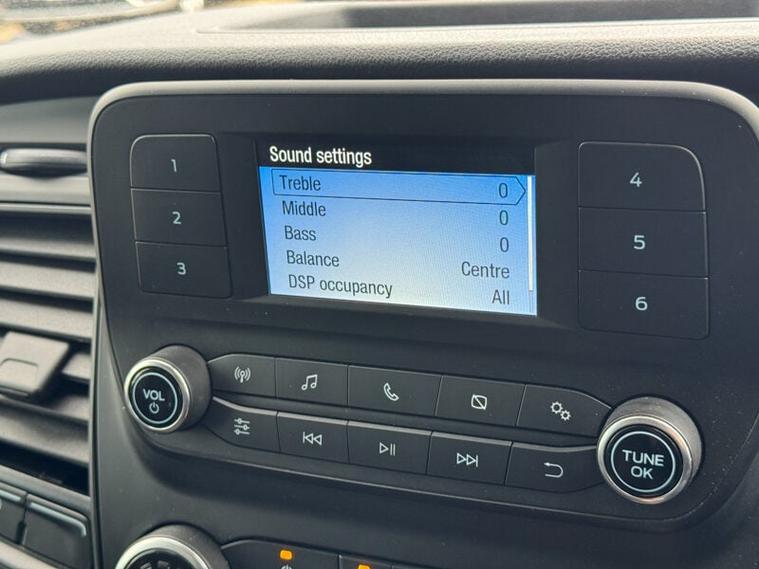 Sound settings
Treble 0
Middle 0
Bass 0
Balance Centre
DSP occupancy All
1
2
3
4
5
6
VOL
TUNE
OK